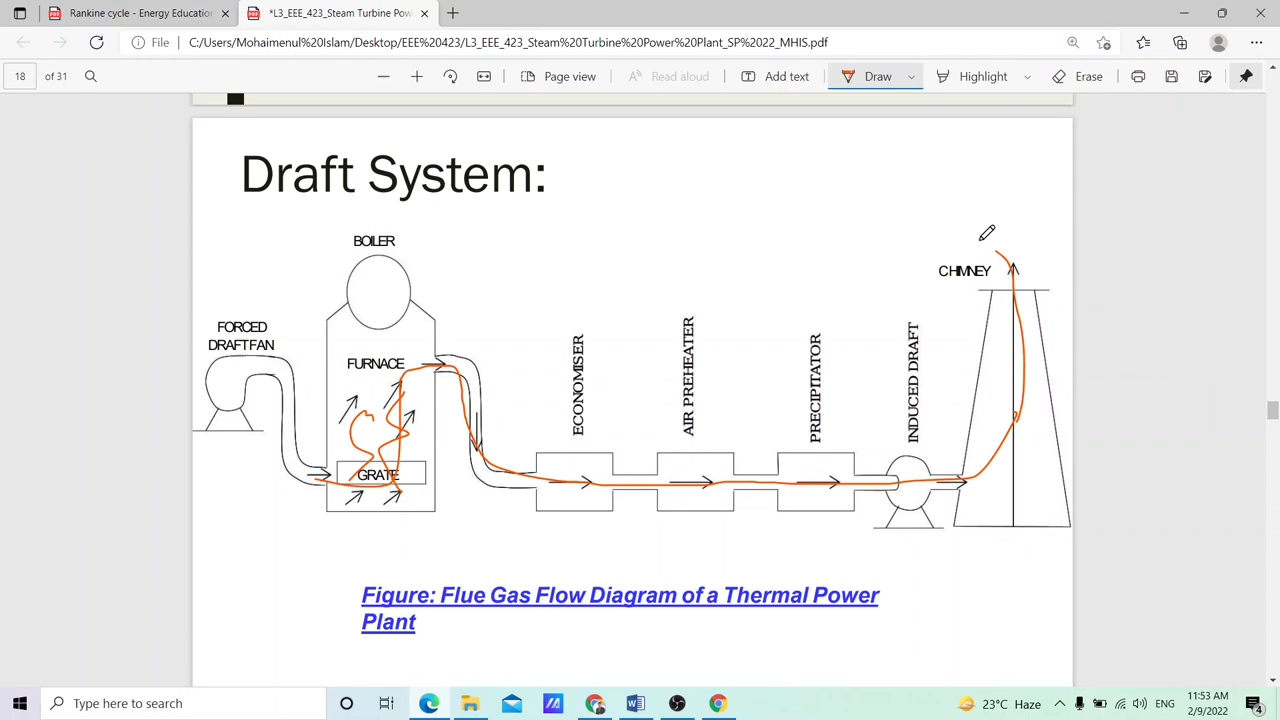 Rankine cycle - Energy Education
*L3_EEE_423_Steam Turbine Pow
File
C:/Users/Mohaimenul%20Islam/Desktop/EEE%20423/L3_EEE_423_Steam%20Turbine%20Power%20Plant_SP%2022_MHIS.pdf
18 of 31
Page view
Read aloud
Add text
Draw
Highlight
Erase
Draft System:
BOILER
CHIMNEY
FORCED
DRAFT FAN
FURNACE
ECONOMISER
AIR PREHEATER
PRECIPITATOR
INDUCED DRAFT
GRATE
Figure: Flue Gas Flow Diagram of a Thermal Power
Plant
Type here to search
23°C Haze
ENG
11:53 AM
2/9/2022
4